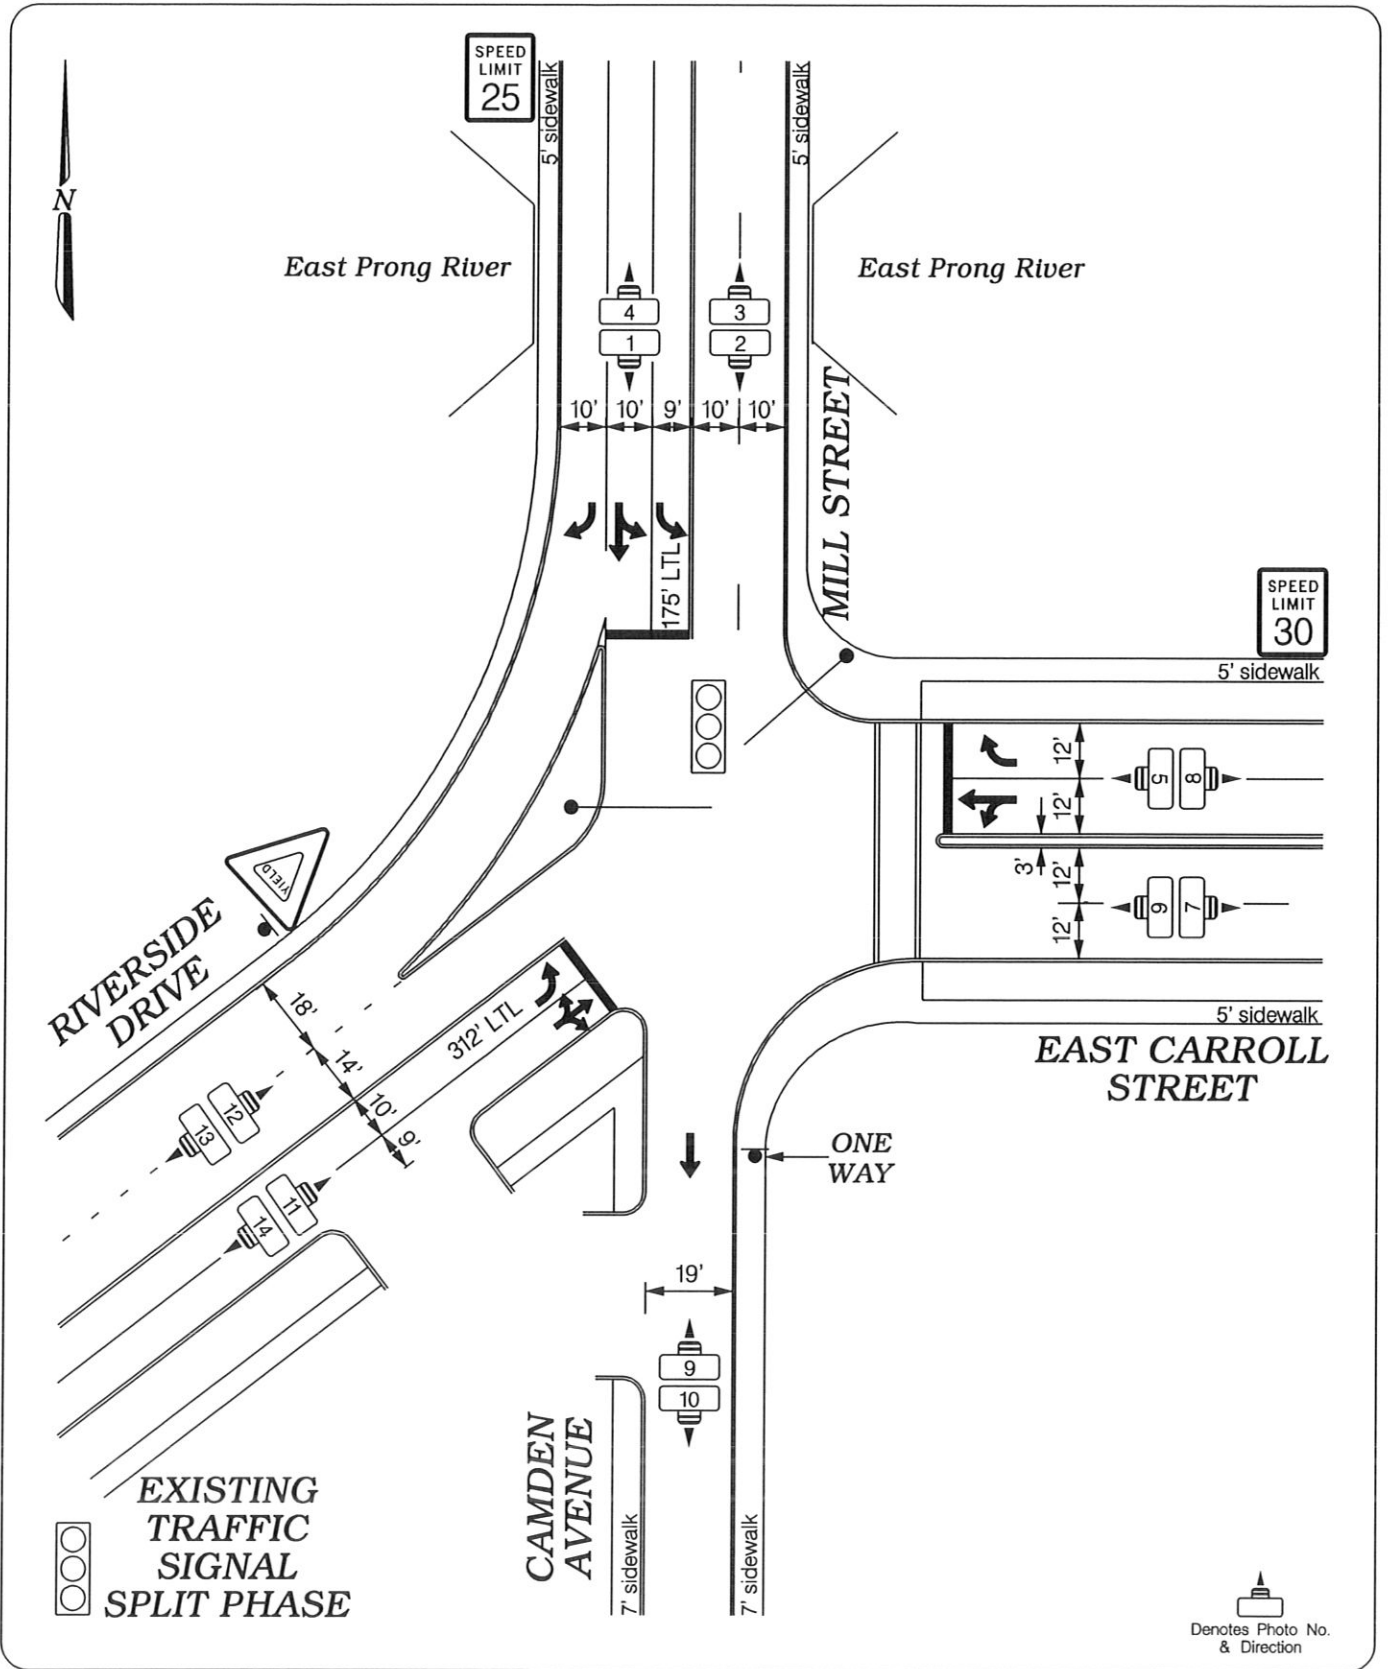 SPEED
LIMIT
25
5' sidewalk
5' sidewalk
N
East Prong River
East Prong River
4
3
1
2
10'
10'
9'
10'
10'
MILL STREET
175' LTL
SPEED
LIMIT
30
5' sidewalk
12'
5
8
12'
3'
12'
6
7
12'
YIELD
RIVERSIDE
DRIVE
18'
14'
10'
9'
312' LTL
5' sidewalk
EAST CARROLL
STREET
12
13
11
14
ONE
WAY
19'
9
10
CAMDEN
AVENUE
7' sidewalk
7' sidewalk
EXISTING
TRAFFIC
SIGNAL
SPLIT PHASE
Denotes Photo No.
& Direction